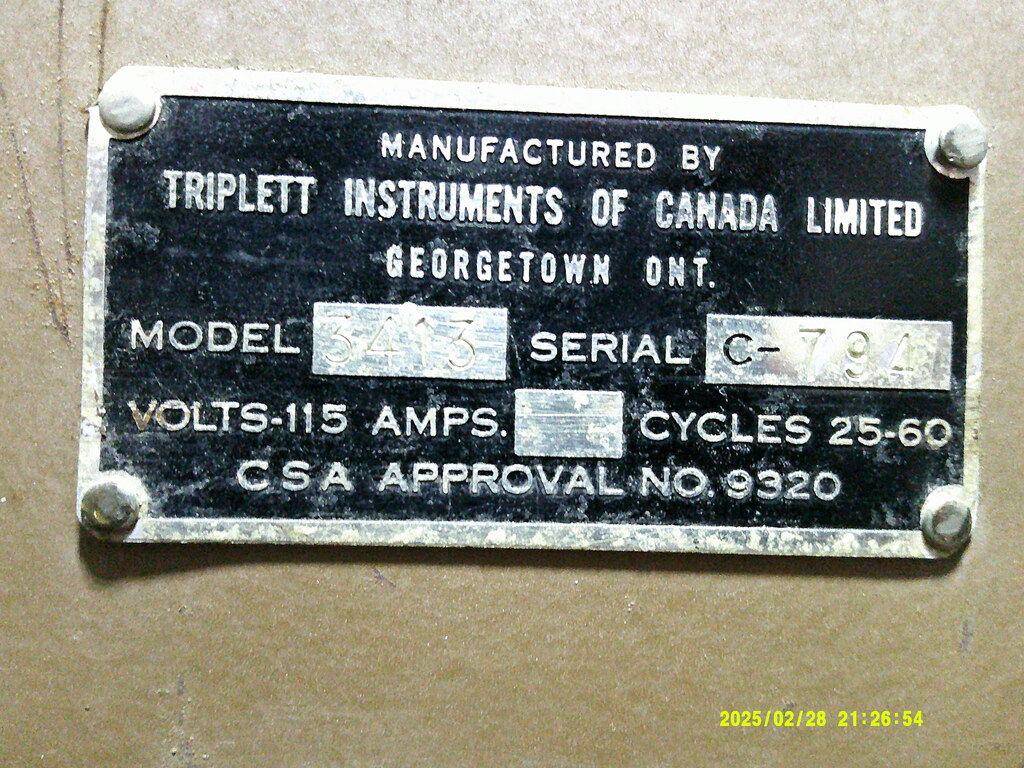 MANUFACTURED BY
TRIPLETT INSTRUMENTS OF CANADA LIMITED
GEORGETOWN ONT.
MODEL 3413 SERIAL C-794
VOLTS-115 AMPS. CYCLES 25-60
CSA APPROVAL NO. 9320
2025/02/28 21:26:54